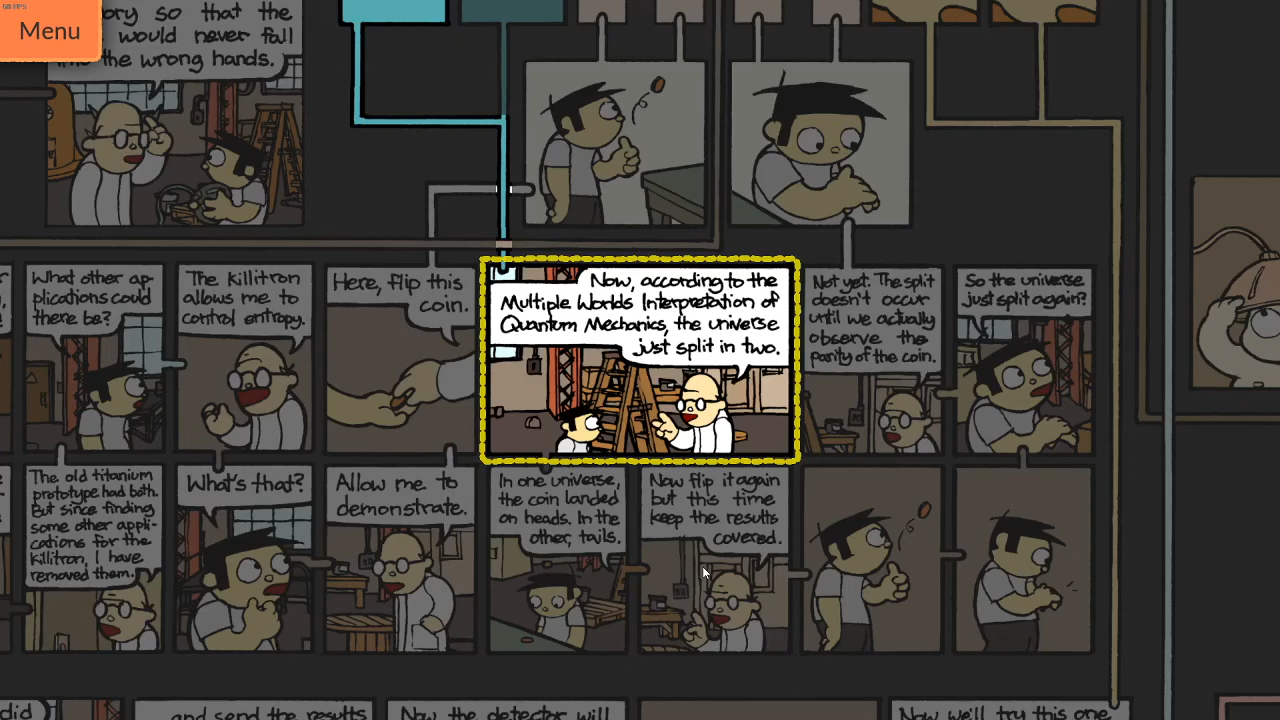 60 FPS
Menu
ory so that the
would never fall
the wrong hands.
What other ap-
plications could
there be?
The Killitron
allows me to
control entropy.
Here, flip this
coin.
Now, according to the
Multiple Worlds Interpretation of
Quantum Mechanics, the universe
just split in two.
Not yet. The split
doesn't occur
until we actually
observe the
parity of the coin.
So the universe
just split again?
The old titanium
prototype had both.
But since finding
some other appli-
cations for the
Killitron, I have
removed them.
What's that?
Allow me to
demonstrate.
In one universe,
the coin landed
on heads. In the
other, tails.
Now flip it again
but this time
keep the results
covered.
did
and send the results
Now the detector will
Now we'll try this one